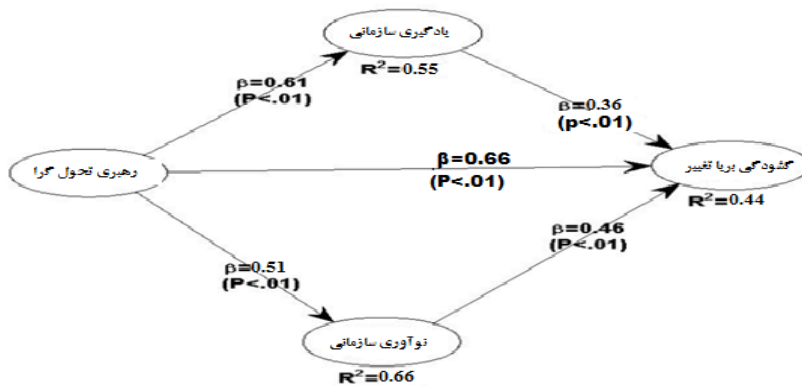 یادگیری سازمانی
R²=0.55
β=0.61
(P<.01)
β=0.36
(p<.01)
رهبری تحول گرا
β=0.66
(P<.01)
گشودگی بریا تغییر
R²=0.44
β=0.51
(P<.01)
β=0.46
(P<.01)
نوآوری سازمانی
R²=0.66